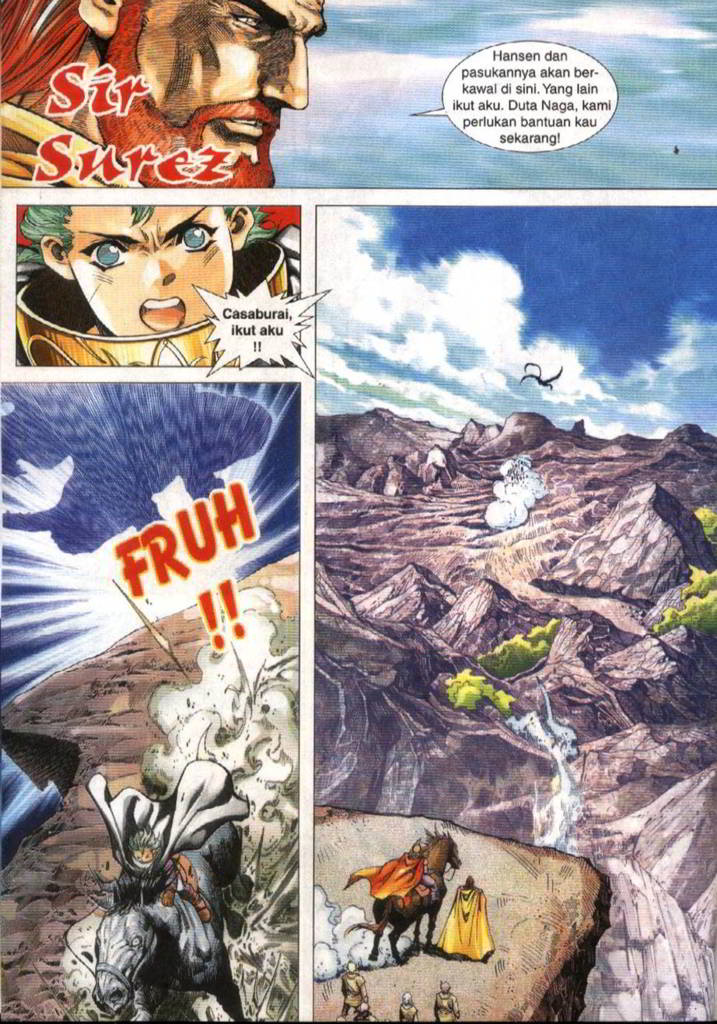 Sir
Surez
Hansen dan
pasukannya akan ber-
kawal di sini. Yang lain
ikut aku. Duta Naga, kami
perlukan bantuan kau
sekarang!
Casaburai,
ikut aku
!!
FRUH
!!